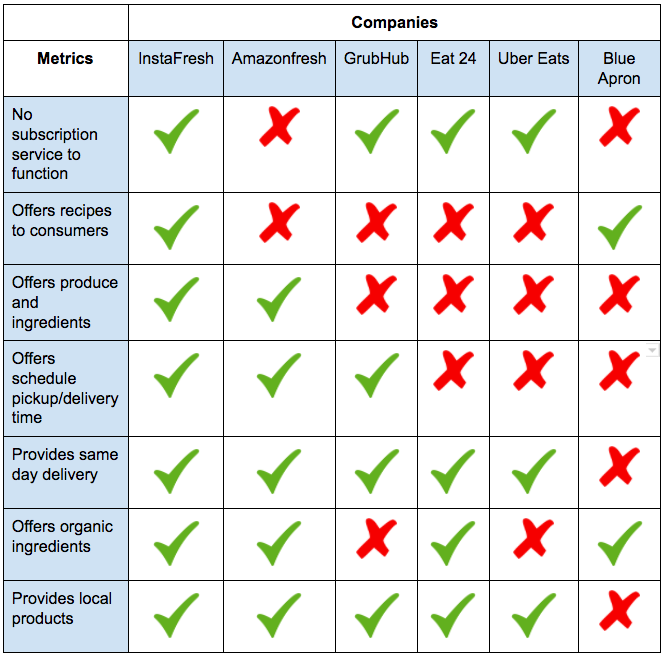 Companies
Metrics
InstaFresh
Amazonfresh
GrubHub
Eat 24
Uber Eats
Blue
Apron
No
subscription
service to
function
Offers recipes
to consumers
Offers produce
and
ingredients
Offers
schedule
pickup/delivery
time
Provides same
day delivery
Offers organic
ingredients
Provides local
products